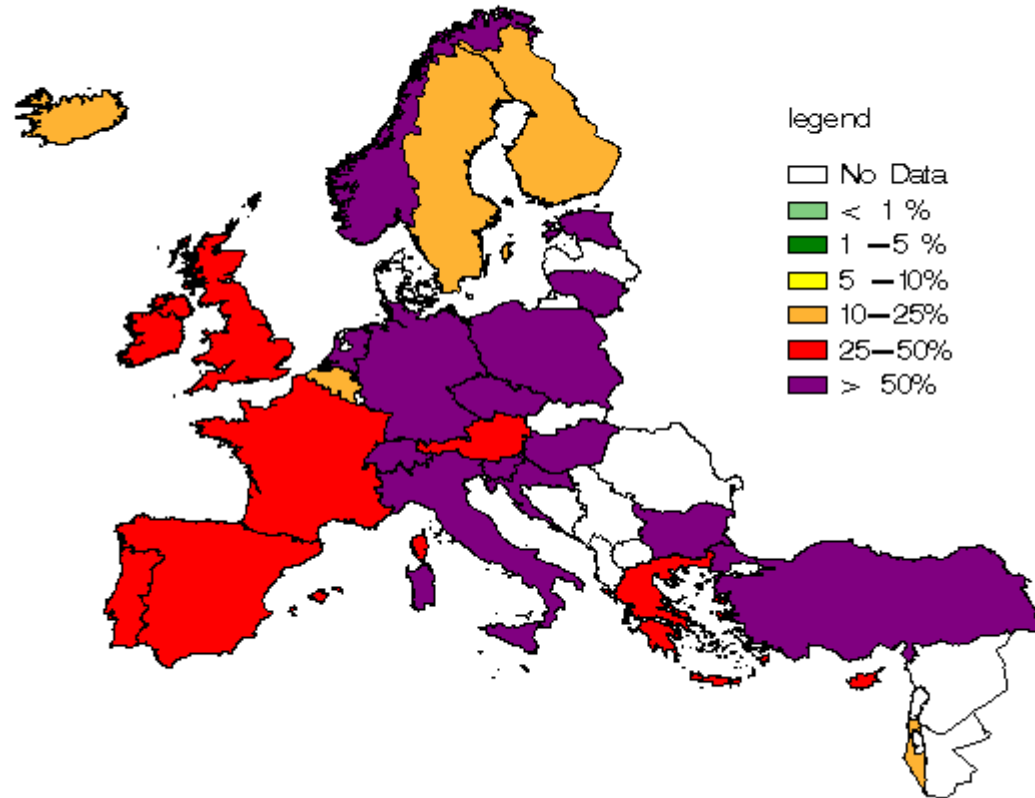 legend
No Data
< 1 %
1 –5 %
5 –10%
10–25%
25–50%
> 50%